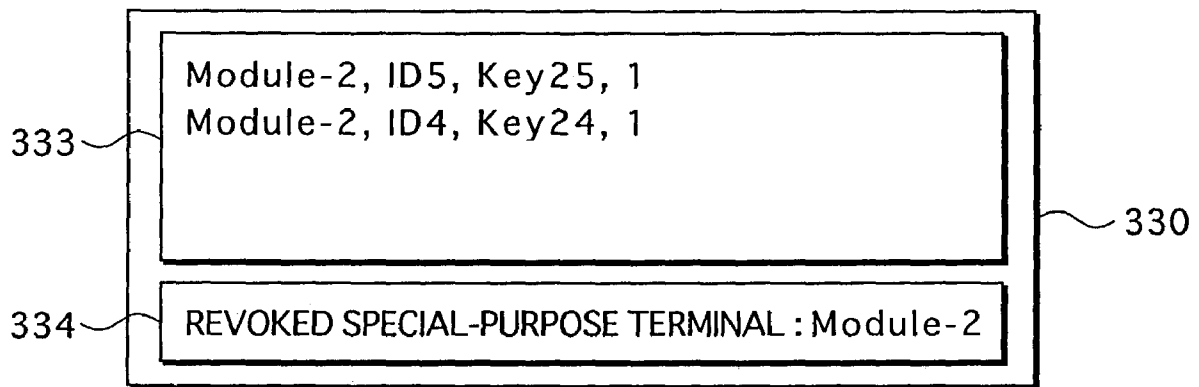 Module-2, ID5, Key25, 1
Module-2, ID4, Key24, 1
333
330
334
REVOKED SPECIAL-PURPOSE TERMINAL : Module-2